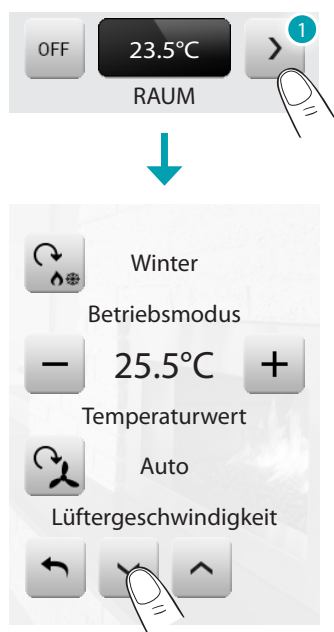 OFF 23.5°C > 1
RAUM
Winter
Betriebsmodus
− 25.5°C +
Temperaturwert
Auto
Lüftergeschwindigkeit